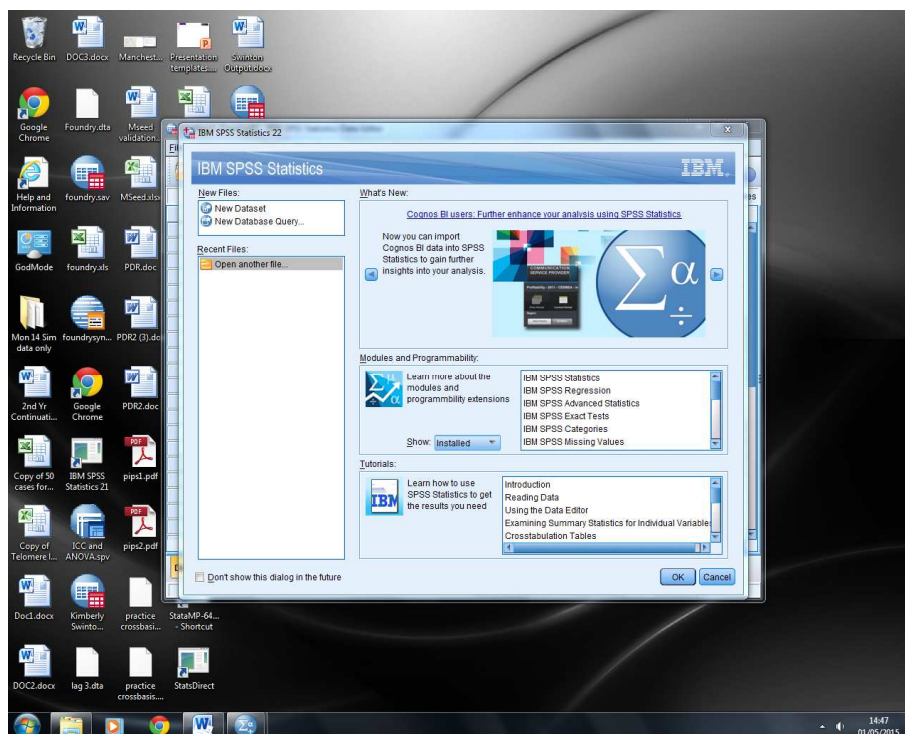 Recycle Bin
DOC3.docx
Manchest...
Presentation
templates....
Swinton
Output.docx
Google
Chrome
Foundry.dta
Mseed
validation...
Help and
Information
foundry.sav
MSeed.xlsx
GodMode
foundry.xls
PDR.doc
Mon 14 Sim
data only
foundrysyn...
PDR2 (3).do
2nd Yr
Continuati...
Google
Chrome
PDR2.doc
Copy of 50
cases for...
IBM SPSS
Statistics 21
pips1.pdf
Copy of
Telomere l...
ICC and
ANOVA.spv
pips2.pdf
Doc1.docx
Kimberly
Swinto...
practice
crossbasi...
StataMP-64...
- Shortcut
DOC2.docx
lag 3.dta
practice
crossbasis....
StatsDirect
IBM SPSS Statistics 22
IBM SPSS Statistics
IBM.
New Files:
New Dataset
New Database Query...
Recent Files:
Open another file...
What's New:
Cognos BI users: Further enhance your analysis using SPSS Statistics
Now you can import
Cognos BI data into SPSS
Statistics to gain further
insights into your analysis.
COMMUNICATION
SERVICE PROVIDER
Σα
÷
Modules and Programmability:
Learn more about the
modules and
programmbility extensions
Show: Installed
IBM SPSS Statistics
IBM SPSS Regression
IBM SPSS Advanced Statistics
IBM SPSS Exact Tests
IBM SPSS Categories
IBM SPSS Missing Values
Tutorials:
IBM
Learn how to use
SPSS Statistics to get
the results you need
Introduction
Reading Data
Using the Data Editor
Examining Summary Statistics for Individual Variables
Crosstabulation Tables
Don't show this dialog in the future
OK
Cancel
14:47
01/05/2015